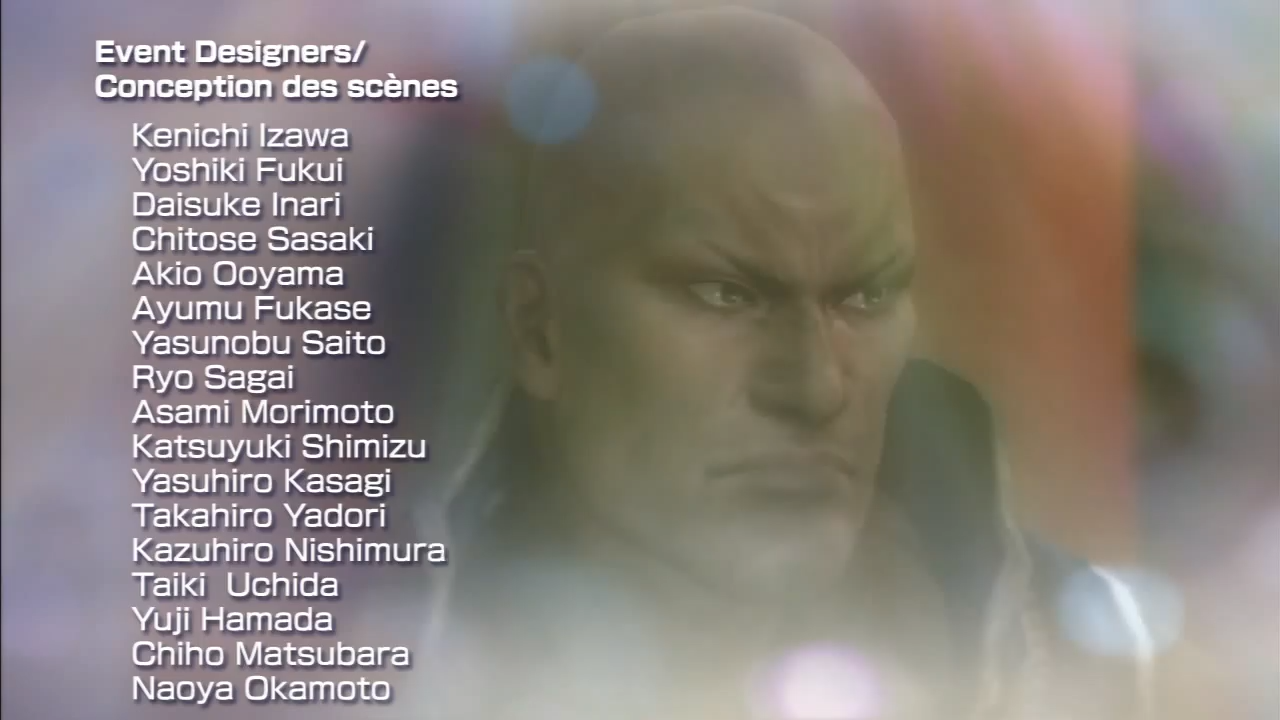 Event Designers/
Conception des scènes
Kenichi Izawa
Yoshiki Fukui
Daisuke Inari
Chitose Sasaki
Akio Ooyama
Ayumu Fukase
Yasunobu Saito
Ryo Sagai
Asami Morimoto
Katsuyuki Shimizu
Yasuhiro Kasagi
Takahiro Yadori
Kazuhiro Nishimura
Taiki  Uchida
Yuji Hamada
Chiho Matsubara
Naoya Okamoto